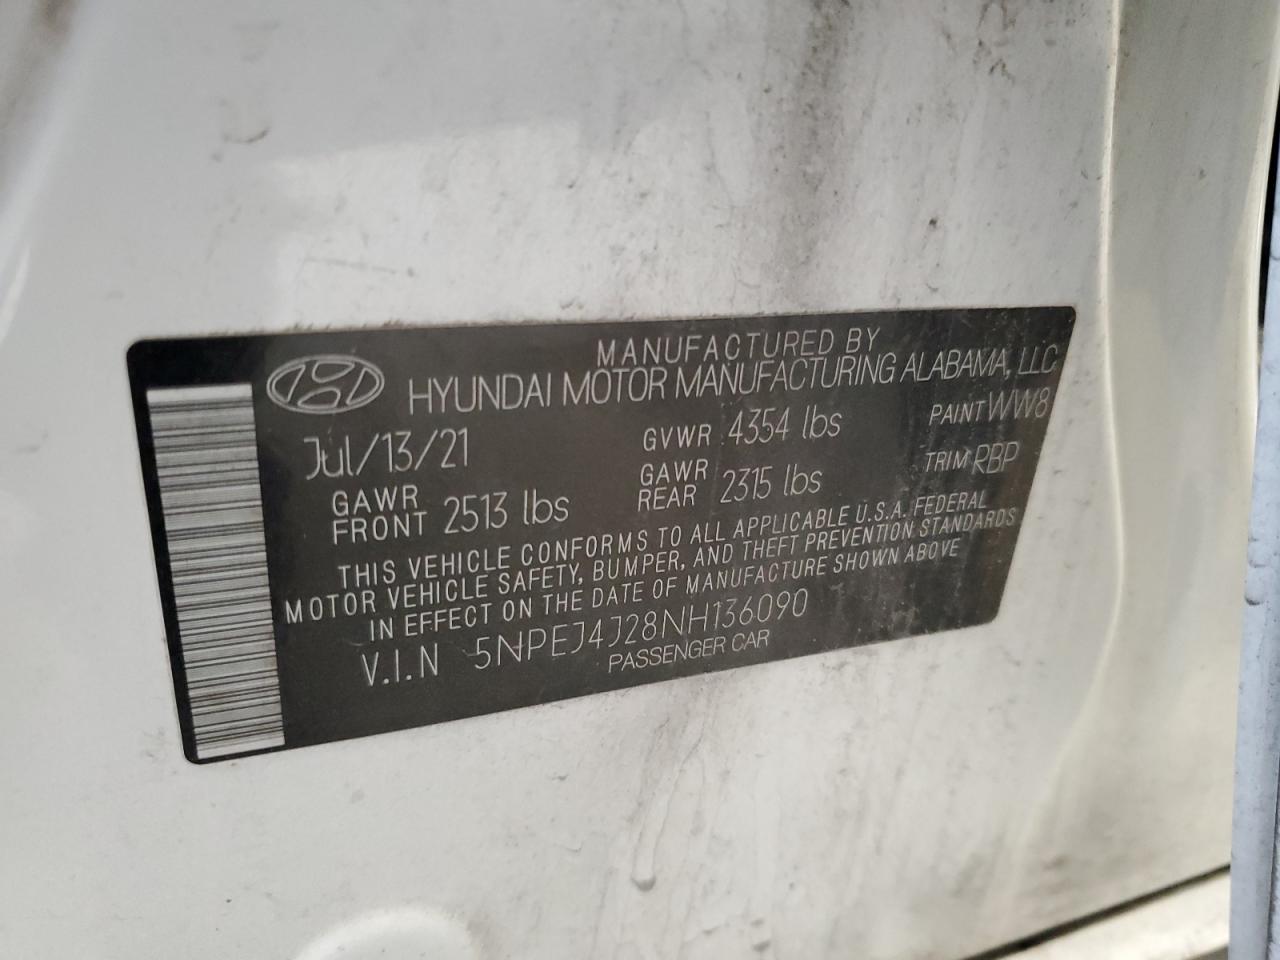 MANUFACTURED BY
HYUNDAI MOTOR MANUFACTURING ALABAMA, LLC
Jul/13/21 GVWR 4354 lbs PAINT WW8
GAWR FRONT 2513 lbs GAWR REAR 2315 lbs TRIM RBP
THIS VEHICLE CONFORMS TO ALL APPLICABLE U.S.A. FEDERAL
MOTOR VEHICLE SAFETY, BUMPER, AND THEFT PREVENTION STANDARDS
IN EFFECT ON THE DATE OF MANUFACTURE SHOWN ABOVE
V.I.N 5NPEJ4J28NH136090
PASSENGER CAR